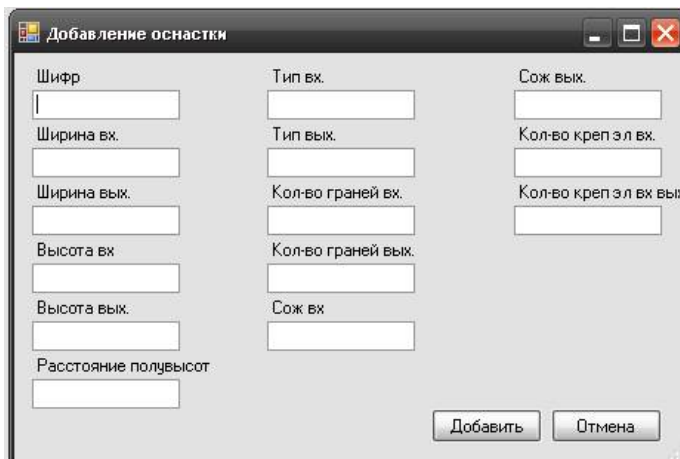 Добавление оснастки
Шифр
Тип вх.
Сож вых.
Ширина вх.
Тип вых.
Кол-во креп эл вх.
Ширина вых.
Кол-во граней вх.
Кол-во креп эл вх вы
Высота вх
Кол-во граней вых.
Высота вых.
Сож вх
Расстояние полувысот
Добавить
Отмена